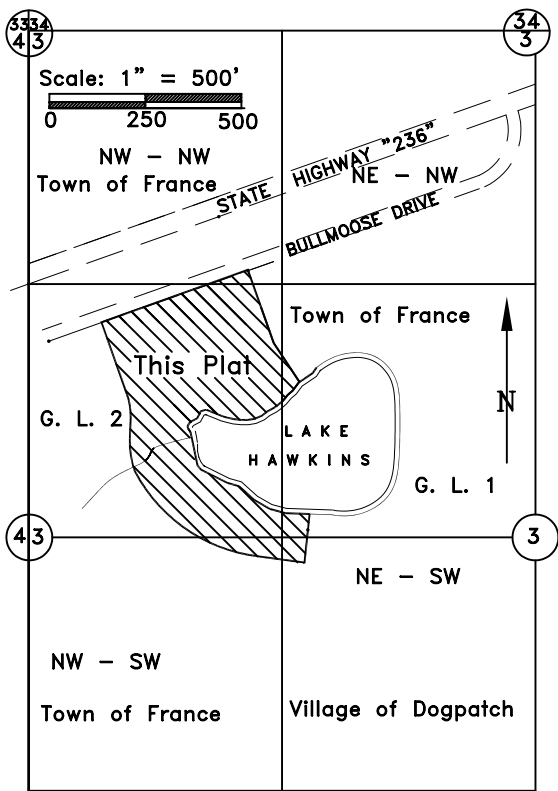 33 34
4 3
34
3
Scale: 1" = 500'
0 250 500
NW - NW
Town of France
STATE HIGHWAY "236"
NE - NW
BULLMOOSE DRIVE
Town of France
This Plat
N
G. L. 2
LAKE
HAWKINS
G. L. 1
4 3
3
NE - SW
NW - SW
Town of France
Village of Dogpatch